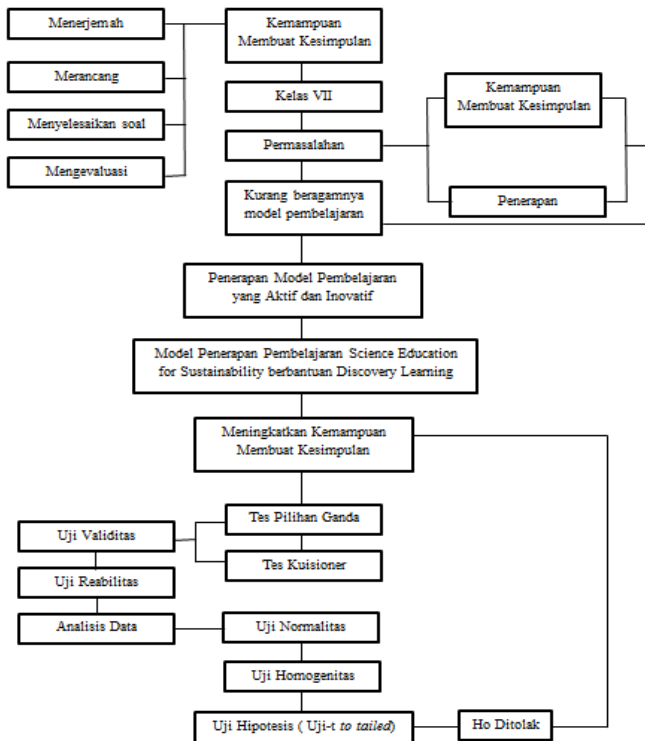 Menerjemah
Merancang
Menyelesaikan soal
Mengevaluasi
Kemampuan
Membuat Kesimpulan
Kelas VII
Permasalahan
Kemampuan
Membuat Kesimpulan
Penerapan
Kurang beragamnya
model pembelajaran
Penerapan Model Pembelajaran
yang Aktif dan Inovatif
Model Penerapan Pembelajaran Science Education
for Sustainability berbantuan Discovery Learning
Meningkatkan Kemampuan
Membuat Kesimpulan
Tes Pilihan Ganda
Tes Kuisioner
Uji Validitas
Uji Reabilitas
Analisis Data
Uji Normalitas
Uji Homogenitas
Uji Hipotesis ( Uji-t to tailed)
Ho Ditolak